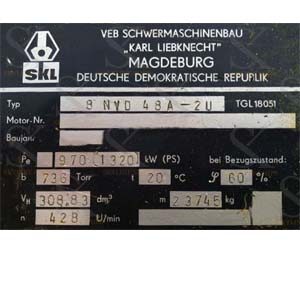 VEB SCHWERMASCHINENBAU
„KARL LIEBKNECHT"
MAGDEBURG
DEUTSCHE DEMOKRATISCHE REPUBLIK
SKL
Typ 8 NVD 48A-2U TGL 18051
Motor-Nr.
Baujahr
Pe 970 1320 kW (PS) bei Bezugszustand:
b 736 Torr t 20 °C φ 60 %
VH 308,83 dm³ m 23745 kg
n 428 U/min